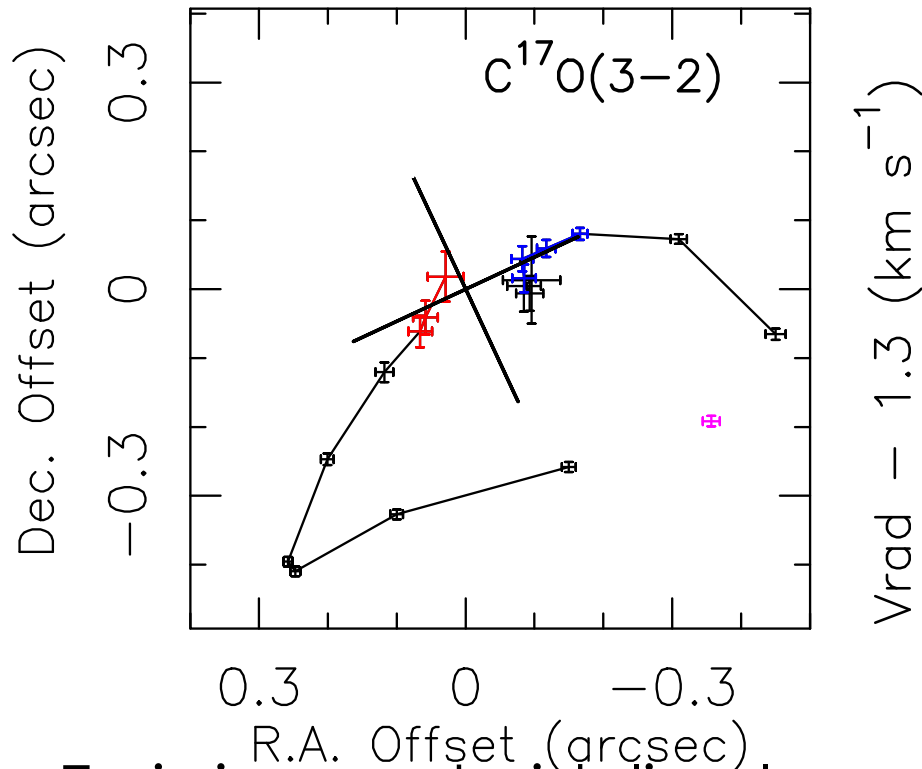 C¹⁷O(3−2)
Dec. Offset (arcsec)
0.3
0
−0.3
Vrad − 1.3 (km s⁻¹)
0.3 0 −0.3
R.A. Offset (arcsec)